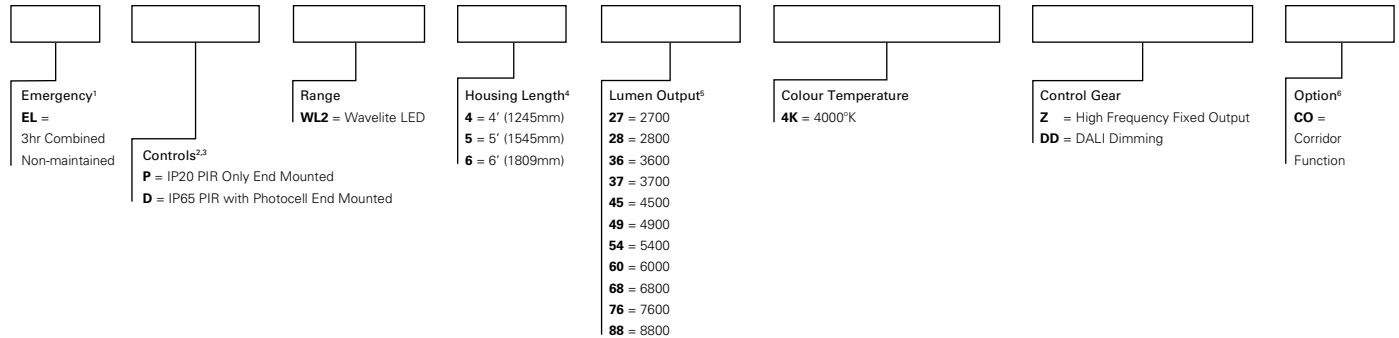 Emergency¹
EL =
3hr Combined
Non-maintained
Controls²,³
P = IP20 PIR Only End Mounted
D = IP65 PIR with Photocell End Mounted
Range
WL2 = Wavelite LED
Housing Length⁴
4 = 4’ (1245mm)
5 = 5’ (1545mm)
6 = 6’ (1809mm)
Lumen Output⁵
27 = 2700
28 = 2800
36 = 3600
37 = 3700
45 = 4500
49 = 4900
54 = 5400
60 = 6000
68 = 6800
76 = 7600
88 = 8800
Colour Temperature
4K = 4000°K
Control Gear
Z = High Frequency Fixed Output
DD = DALI Dimming
Option⁶
CO =
Corridor
Function